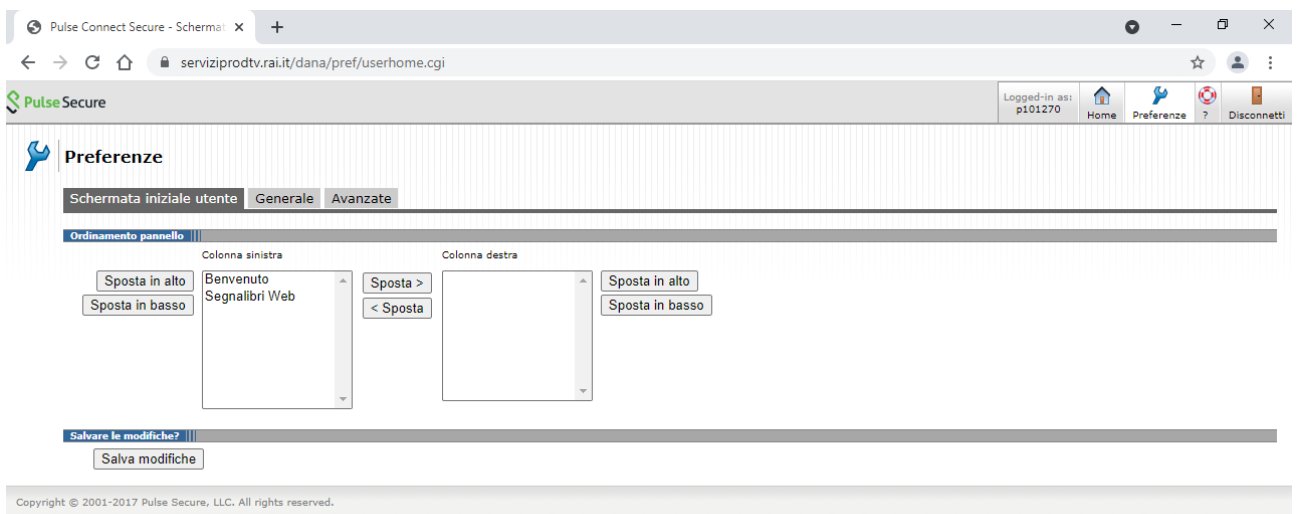 Pulse Connect Secure - Schermat
serviziprodtv.rai.it/dana/pref/userhome.cgi
Pulse Secure
Logged-in as:
p101270
Home Preferenze ? Disconnetti
Preferenze
Schermata iniziale utente Generale Avanzate
Ordinamento pannello
Colonna sinistra Colonna destra
Sposta in alto Benvenuto Sposta > Sposta in alto
Sposta in basso Segnalibri Web < Sposta Sposta in basso
Salvare le modifiche?
Salva modifiche
Copyright © 2001-2017 Pulse Secure, LLC. All rights reserved.